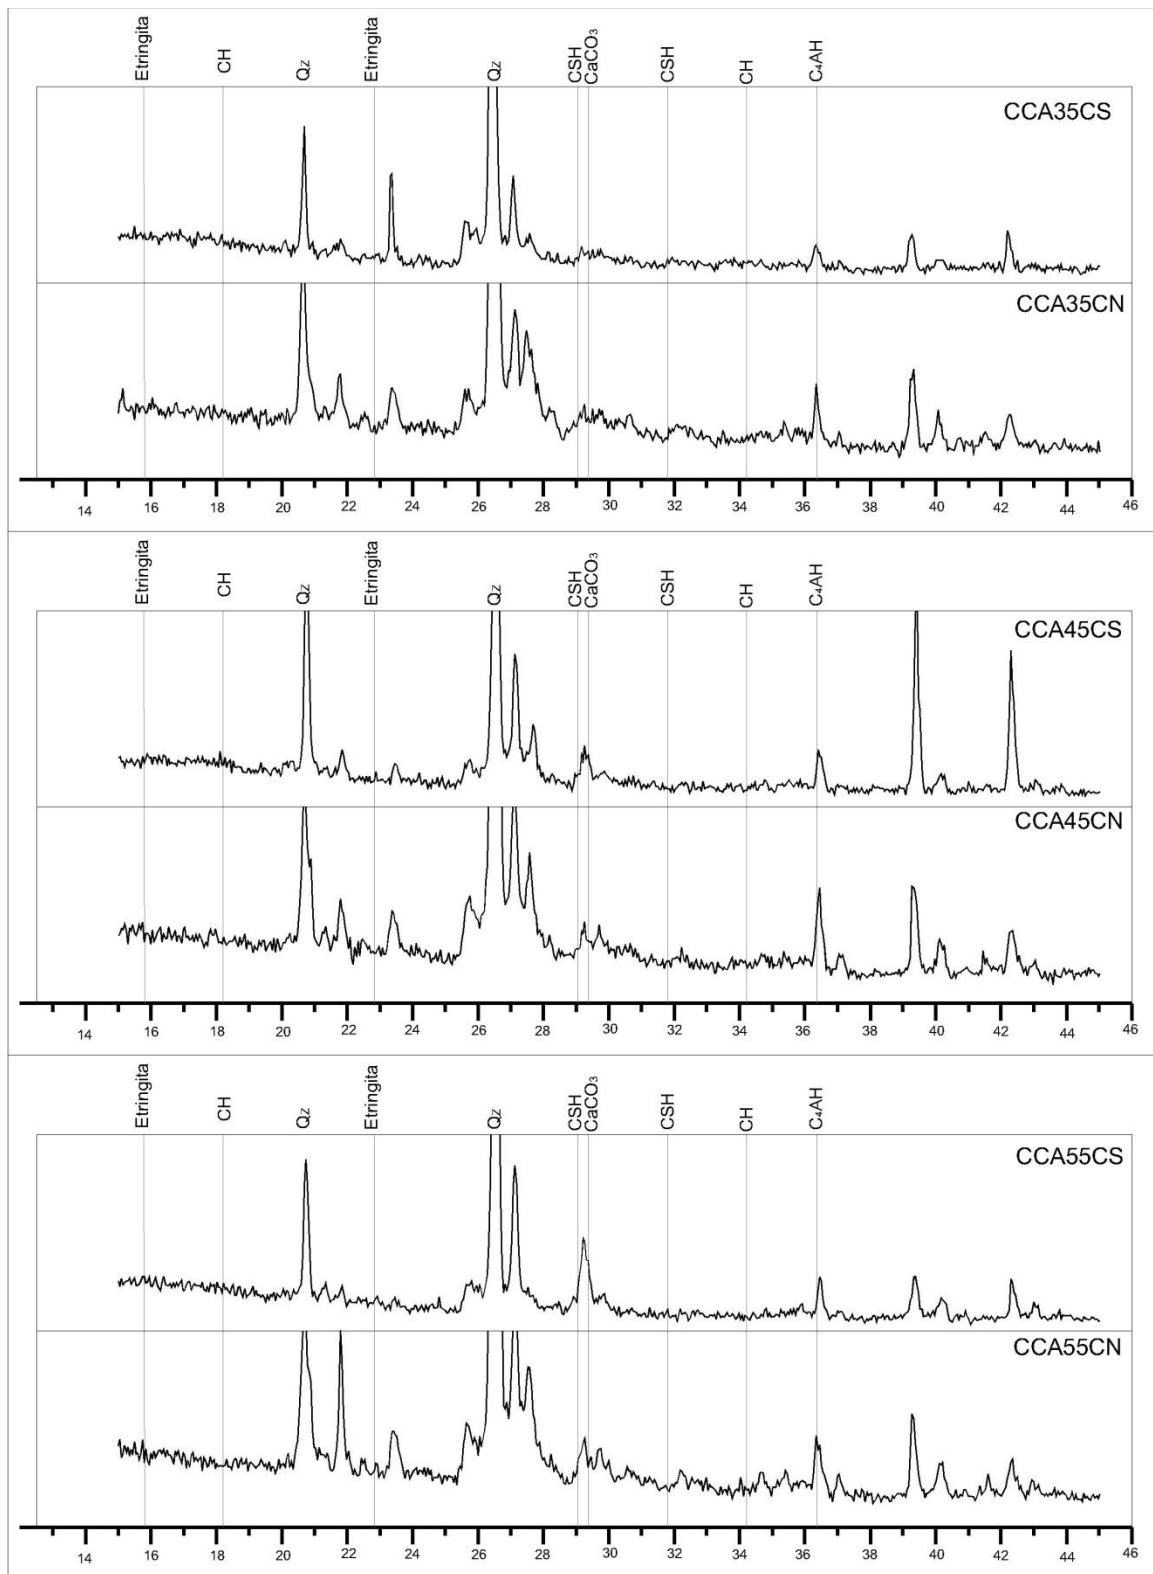 Etringita CH Qz Etringita Qz CSH CaCO₃ CSH CH C₄AH
CCA35CS
CCA35CN
14 16 18 20 22 24 26 28 30 32 34 36 38 40 42 44 46
Etringita CH Qz Etringita Qz CSH CaCO₃ CSH CH C₄AH
CCA45CS
CCA45CN
14 16 18 20 22 24 26 28 30 32 34 36 38 40 42 44 46
Etringita CH Qz Etringita Qz CSH CaCO₃ CSH CH C₄AH
CCA55CS
CCA55CN
14 16 18 20 22 24 26 28 30 32 34 36 38 40 42 44 46